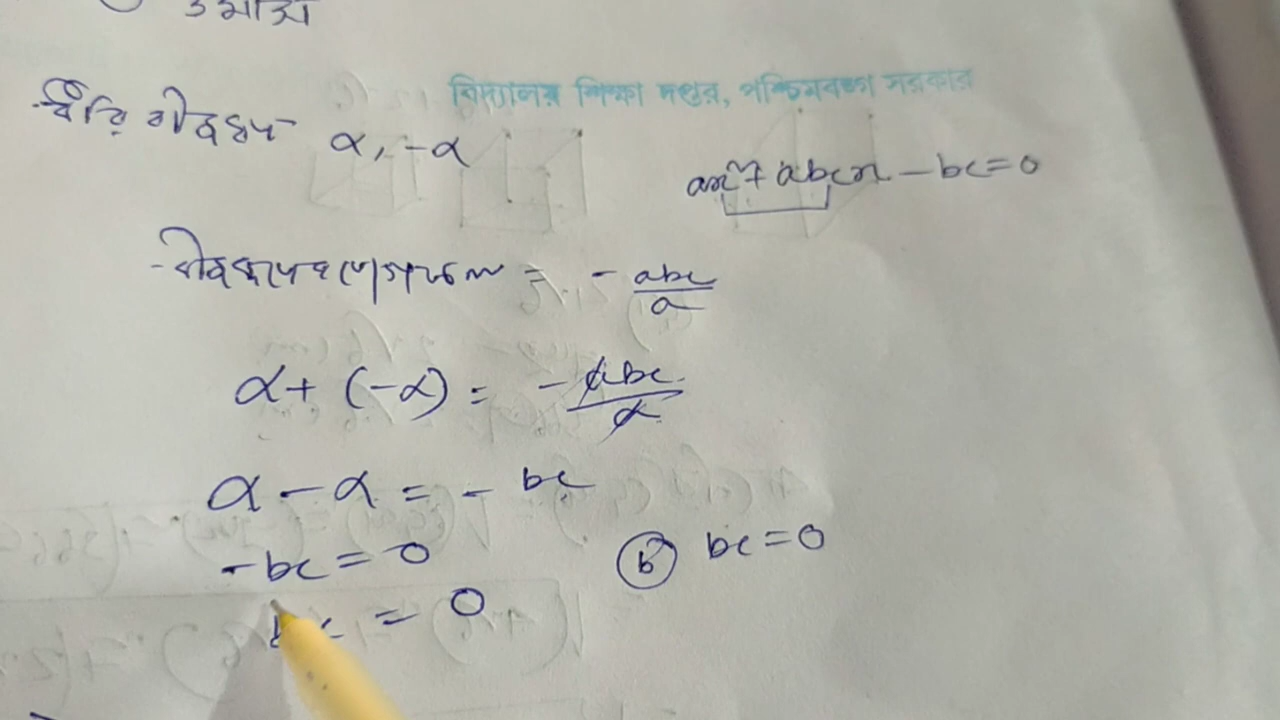 উমাত্র
বিদ্যালয় শিক্ষা দপ্তর, পশ্চিমবঙ্গ সরকার
ধরি বীজদ্বয় α, -α
ax² + abcx - bc = 0
বীজদ্বয়ের যোগফল = - abc/a
α + (-α) = - abc/a
α - α = - bc
-bc = 0
ⓑ bc = 0
bc = 0